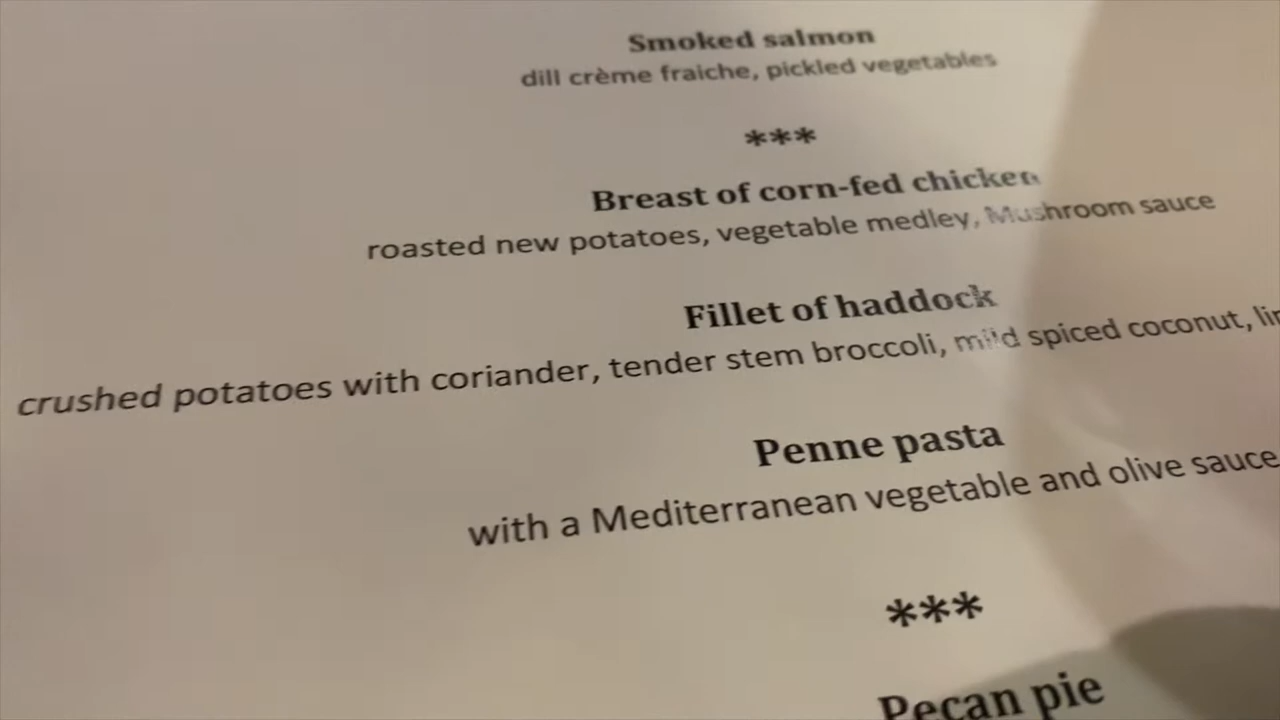 Smoked salmon
dill crème fraiche, pickled vegetables
***
Breast of corn-fed chicken
roasted new potatoes, vegetable medley, Mushroom sauce
Fillet of haddock
crushed potatoes with coriander, tender stem broccoli, mild spiced coconut,
Penne pasta
with a Mediterranean vegetable and olive sauce
***
Pecan pie